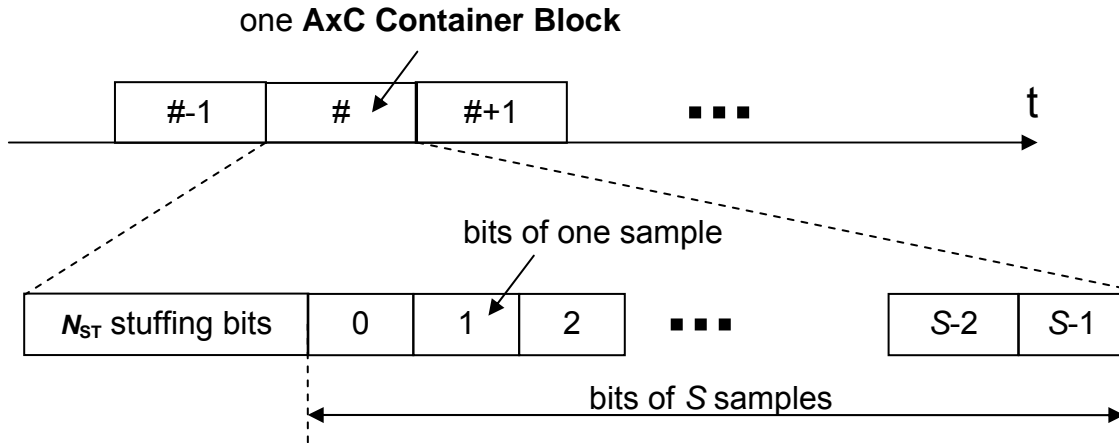 one AxC Container Block
#-1 # #+1 ▪▪▪ t
bits of one sample
N_ST stuffing bits 0 1 2 ▪▪▪ S-2 S-1
bits of S samples